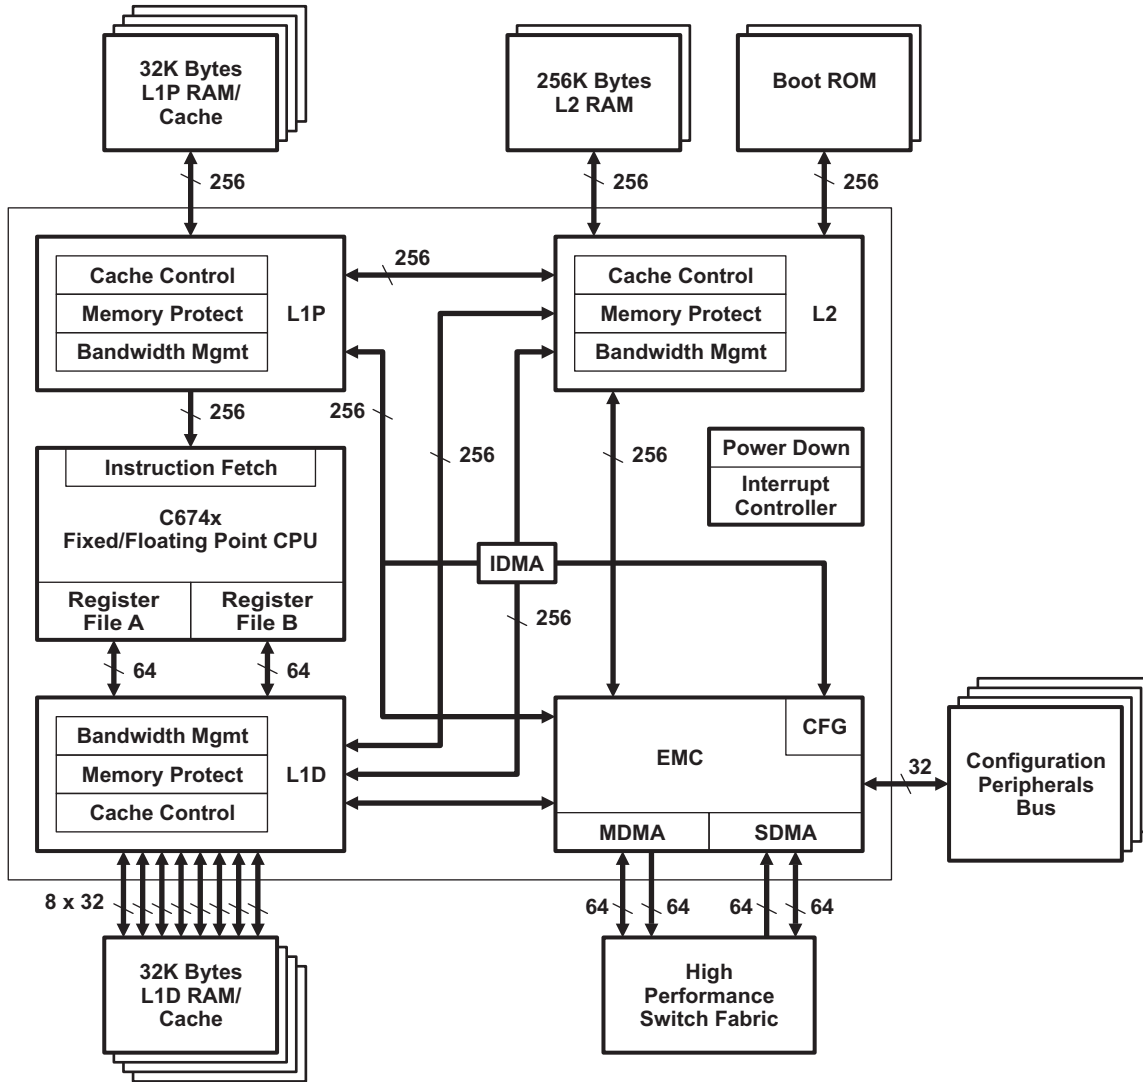 32K Bytes
L1P RAM/
Cache
256K Bytes
L2 RAM
Boot ROM
256
256
256
Cache Control
Memory Protect
Bandwidth Mgmt
L1P
256
Cache Control
Memory Protect
Bandwidth Mgmt
L2
256
256
256
256
Power Down
Interrupt
Controller
Instruction Fetch
C674x
Fixed/Floating Point CPU
Register
File A
Register
File B
IDMA
256
64
64
Bandwidth Mgmt
Memory Protect
Cache Control
L1D
EMC
CFG
MDMA
SDMA
32
Configuration
Peripherals
Bus
8 x 32
64
64
64
64
32K Bytes
L1D RAM/
Cache
High
Performance
Switch Fabric